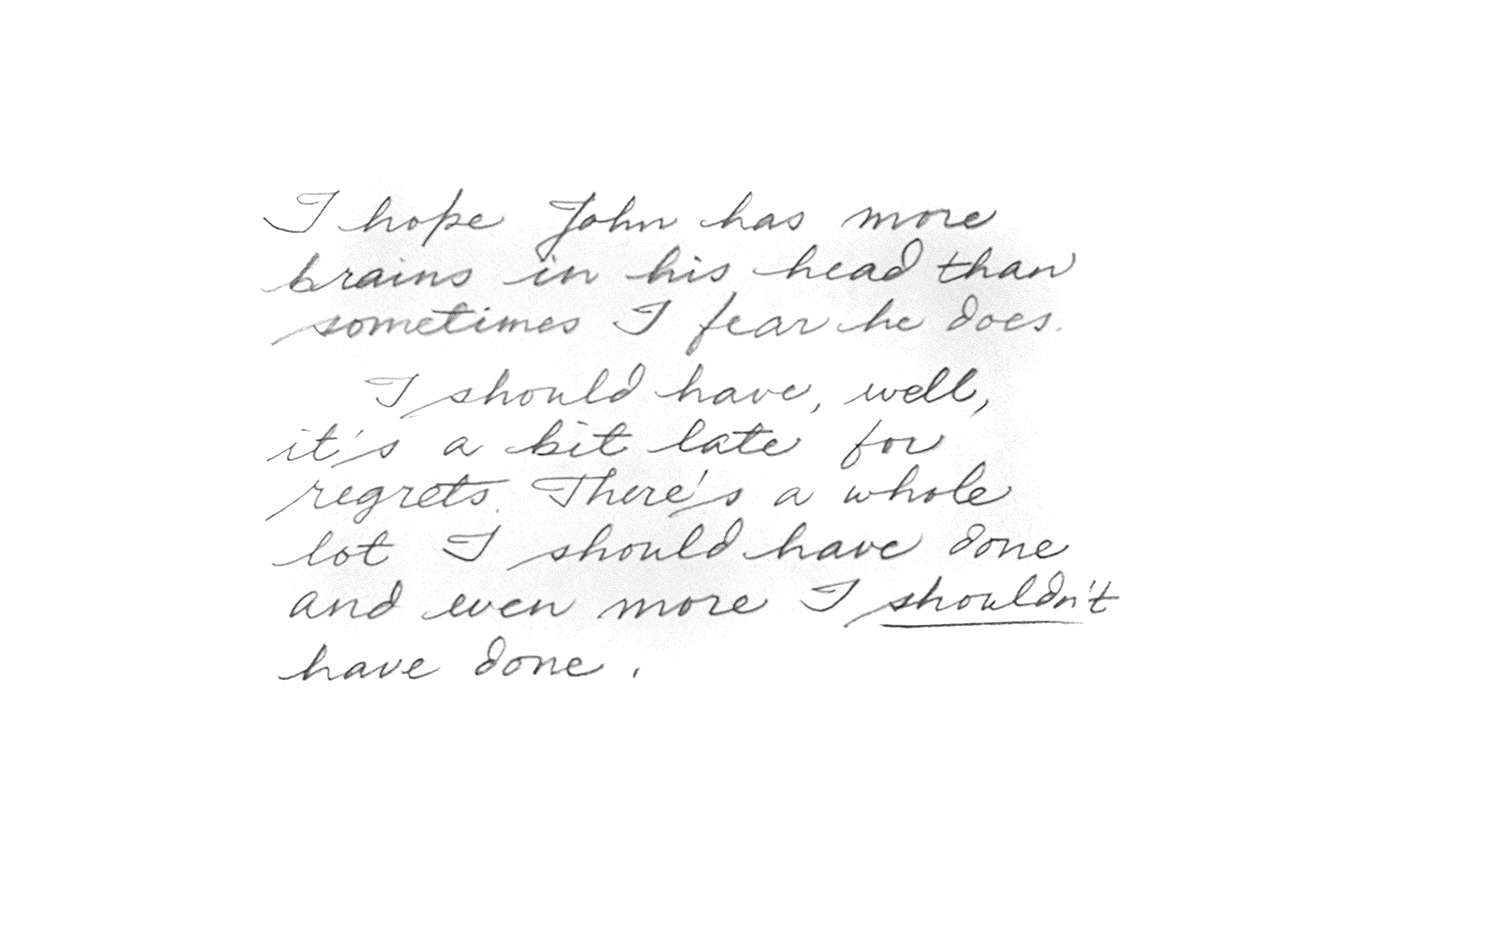 I hope John has more
brains in his head than
sometimes I fear he does.
I should have, well,
it's a bit late for
regrets. There's a whole
lot I should have done
and even more I shouldn't
have done.